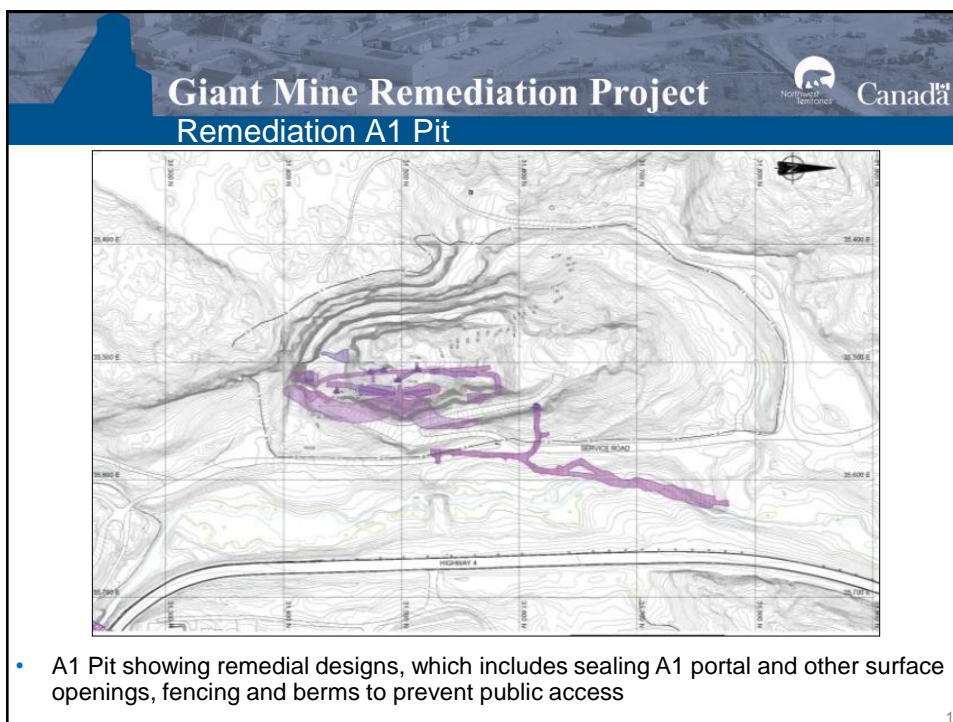 Giant Mine Remediation Project
Northwest
Territories
Canada
Remediation A1 Pit
35,400 E
35,400 E
35,500 E
35,500 E
SERVICE ROAD
35,600 E
35,600 E
HIGHWAY 4
35,700 E
• A1 Pit showing remedial designs, which includes sealing A1 portal and other surface
openings, fencing and berms to prevent public access
1